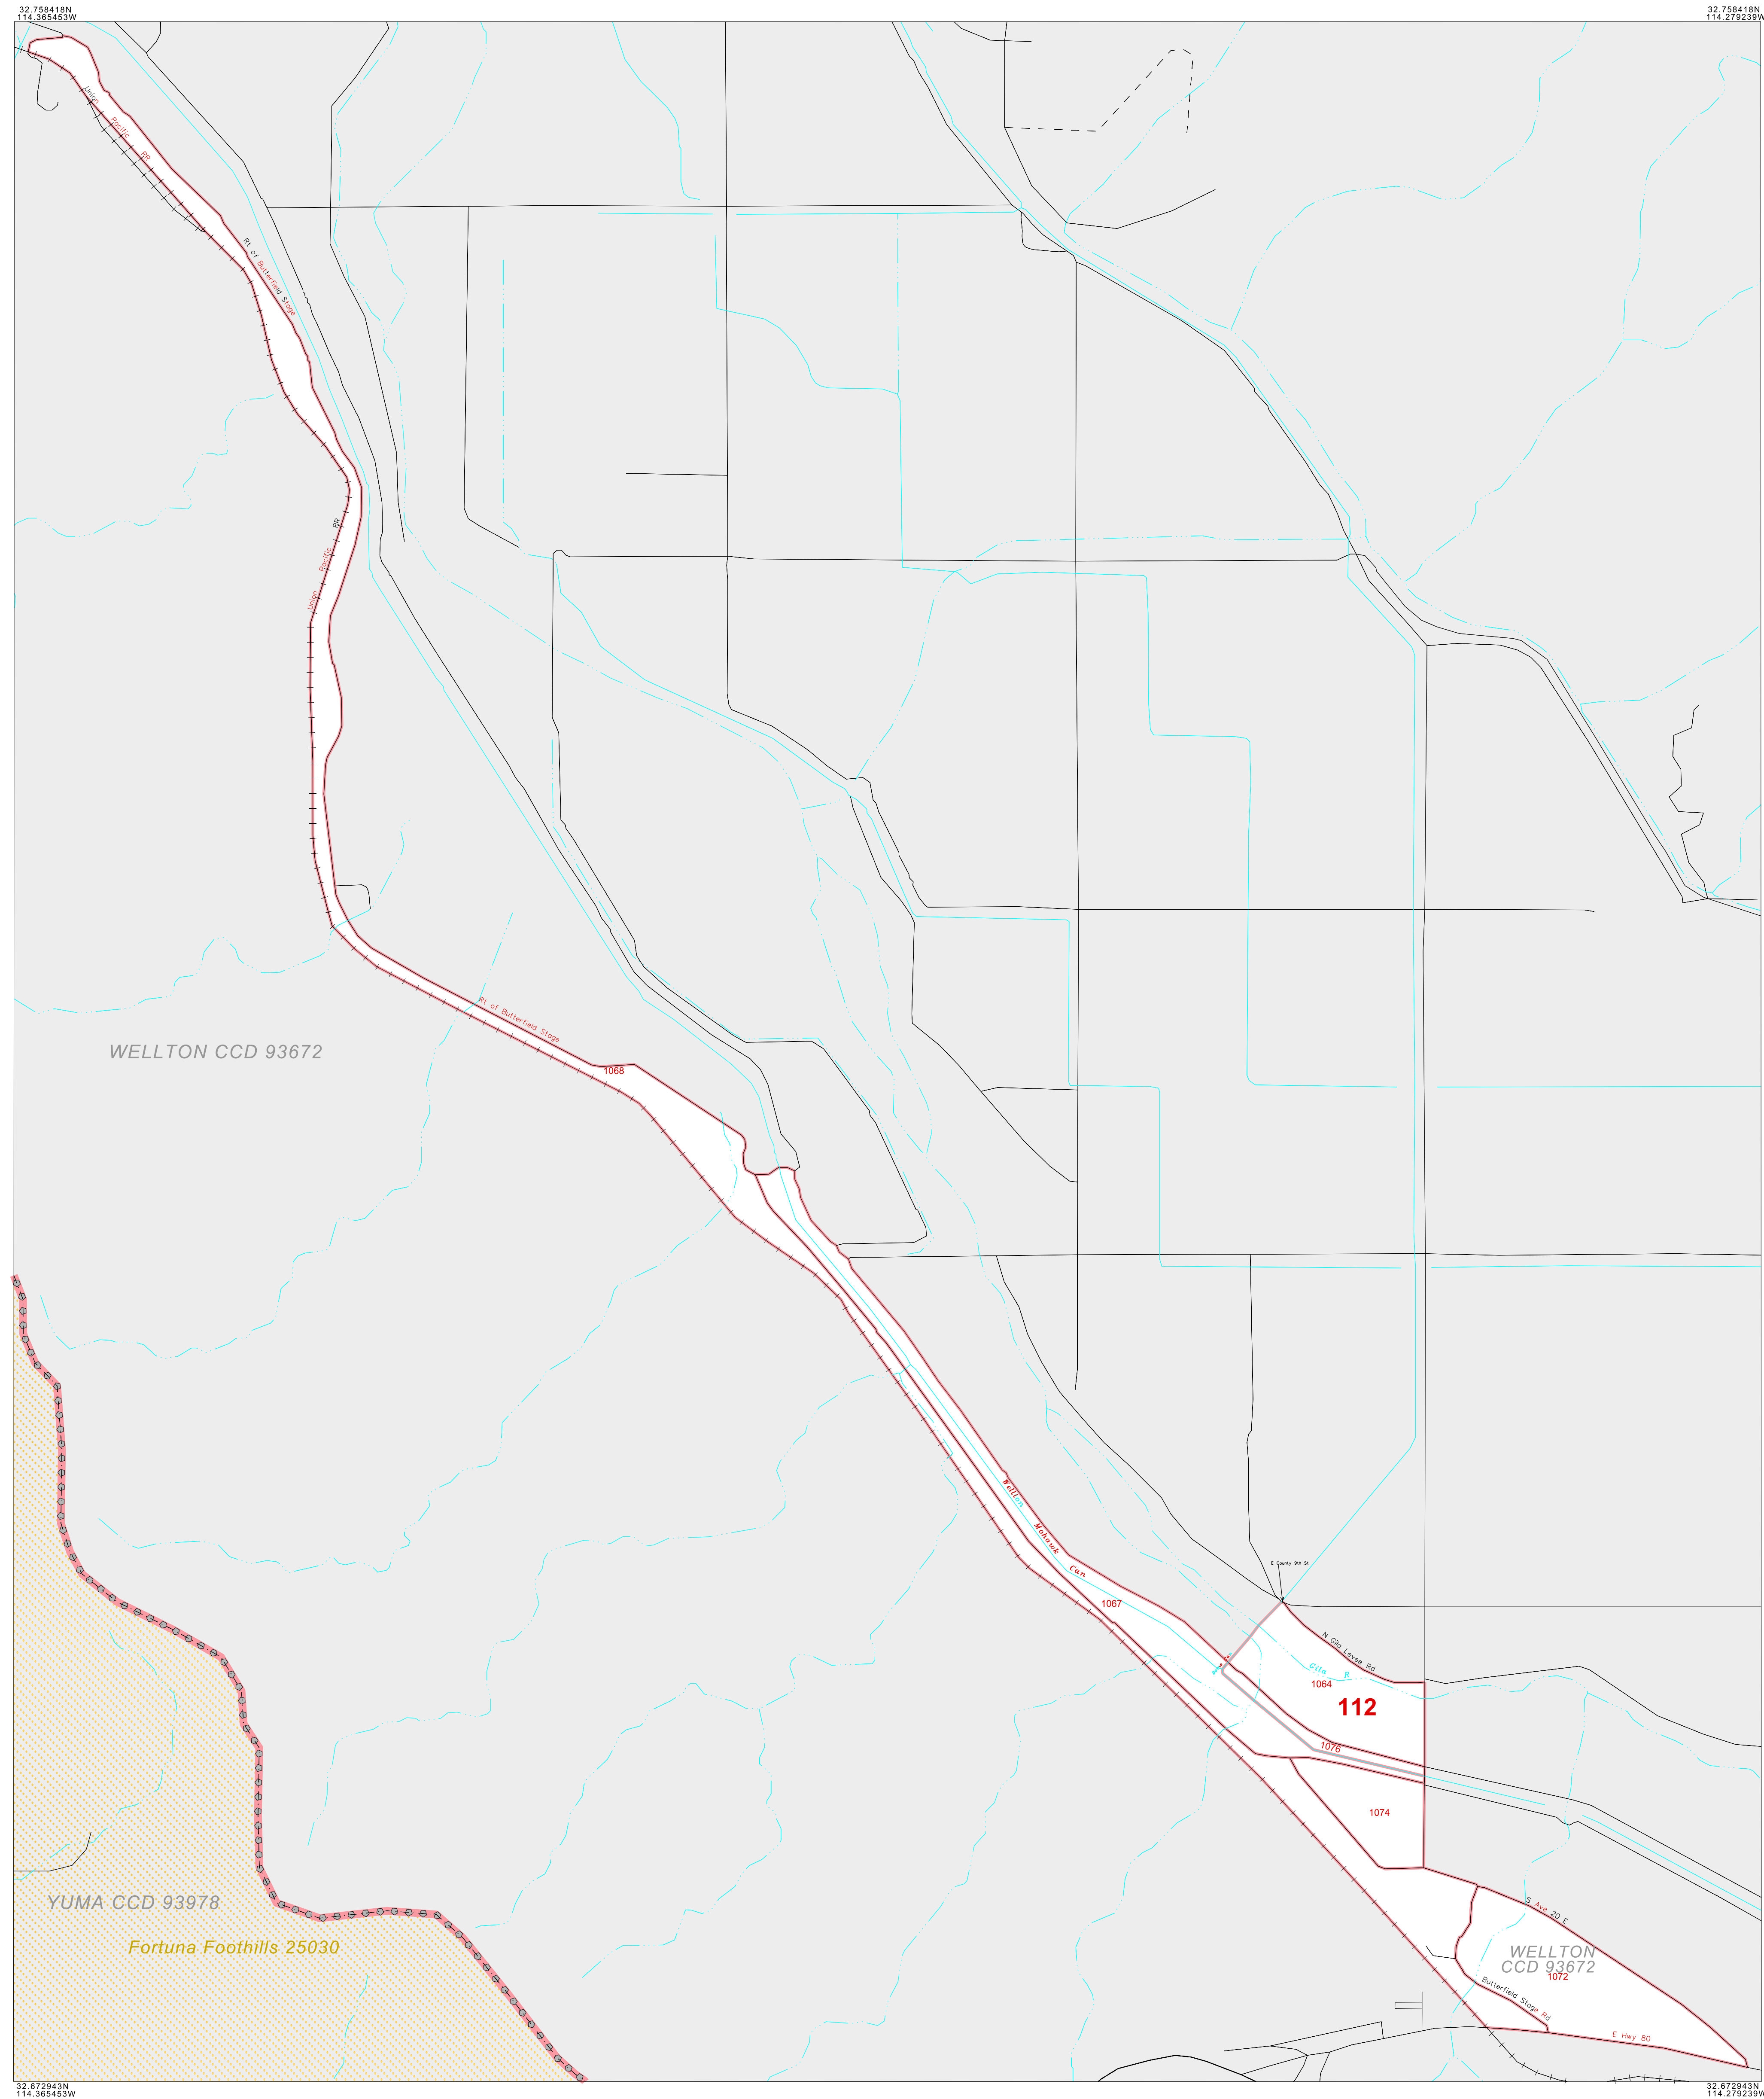 32.758418N
114.365453W
32.758418N
114.279239W
Union Pacific RR
Rt of Butterfield Stage
Union Pacific RR
Rt of Butterfield Stage
WELLTON CCD 93672
1068
Wellton Mohawk Can
E County 9th St
1067
N Gila Levee Rd
Gila R
1064
112
1076
1074
YUMA CCD 93978
Fortuna Foothills 25030
S Ave 20 E
WELLTON
CCD 93672
1072
Butterfield Stage Rd
E Hwy 80
32.672943N
114.365453W
32.672943N
114.279239W